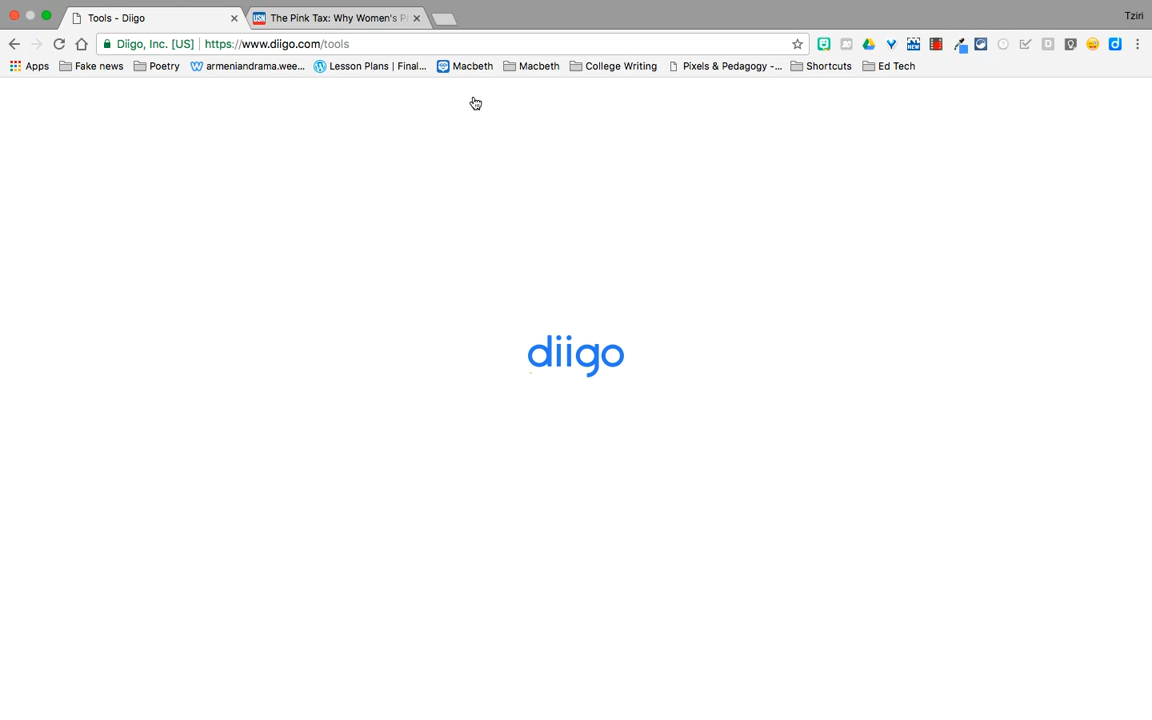 Tools - Diigo
The Pink Tax: Why Women's P
Tziri
Diigo, Inc. [US] https://www.diigo.com/tools
Apps Fake news Poetry armeniandrama.wee... Lesson Plans | Final... Macbeth Macbeth College Writing Pixels & Pedagogy -... Shortcuts Ed Tech
diigo